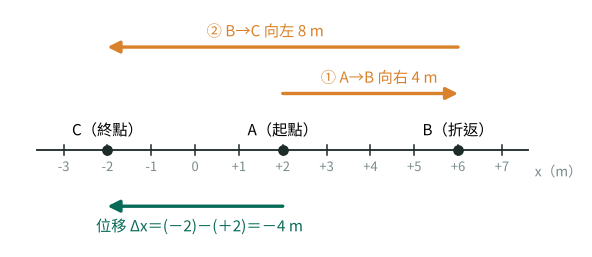 ② B→C 向左 8 m
① A→B 向右 4 m
C（終點） A（起點） B（折返）
-3 -2 -1 0 +1 +2 +3 +4 +5 +6 +7
x（m）
位移 Δx＝(－2)－(＋2)＝－4 m